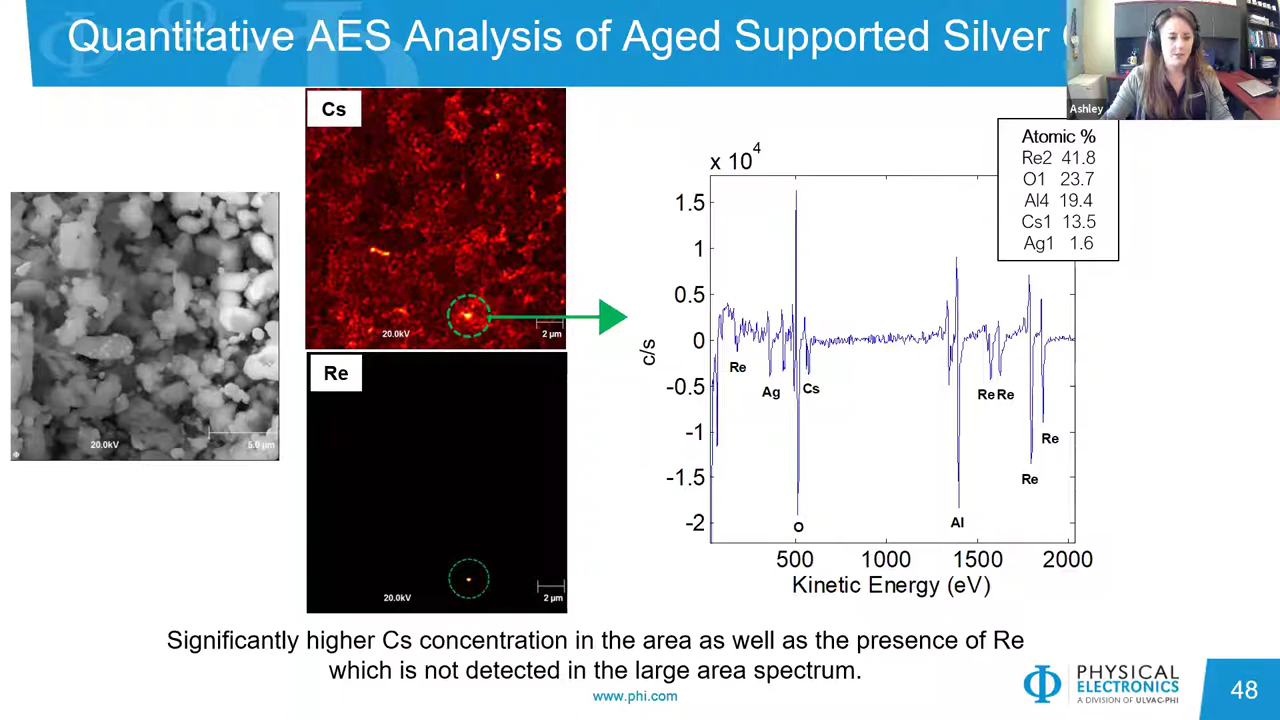 Quantitative AES Analysis of Aged Supported Silver
Ashley
Cs
20.0kV
2 µm
20.0kV
5.0 µm
Re
20.0kV
2 µm
Atomic %
Re2 41.8
O1 23.7
Al4 19.4
Cs1 13.5
Ag1 1.6
x 10^4
1.5
1
0.5
0
-0.5
-1
-1.5
-2
c/s
Re
Ag
Cs
O
Al
Re Re
Re
Re
500 1000 1500 2000
Kinetic Energy (eV)
Significantly higher Cs concentration in the area as well as the presence of Re
which is not detected in the large area spectrum.
www.phi.com
PHYSICAL
ELECTRONICS
A DIVISION OF ULVAC-PHI
48